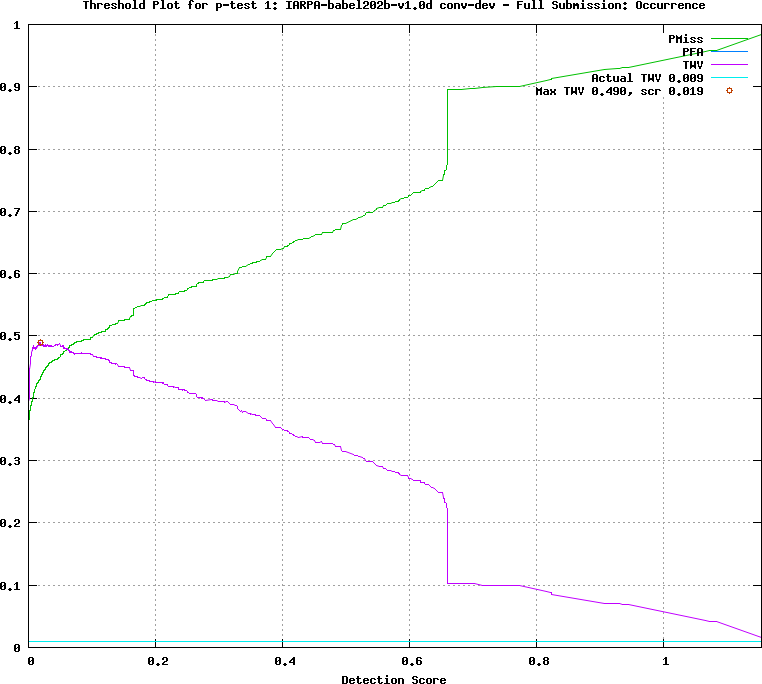 Threshold Plot for p-test 1: IARPA-babel202b-v1.0d conv-dev - Full Submission: Occurrence
PMiss
PFA
TWV
Actual TWV 0.009
Max TWV 0.490, scr 0.019
1
0.9
0.8
0.7
0.6
0.5
0.4
0.3
0.2
0.1
0
0 0.2 0.4 0.6 0.8 1
Detection Score